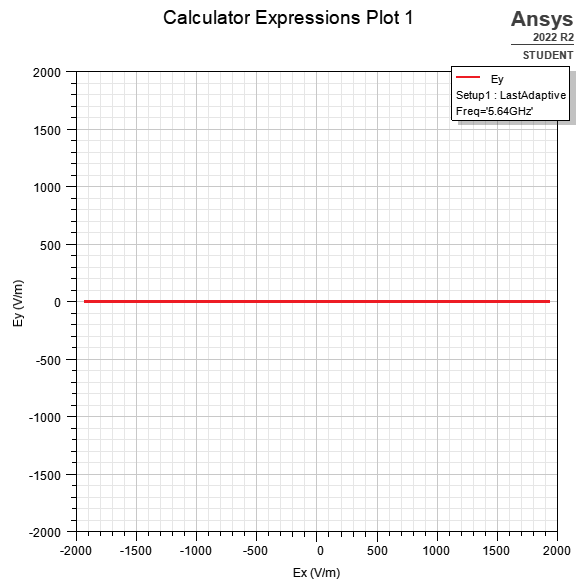 Calculator Expressions Plot 1
Ansys
2022 R2
STUDENT
Ey
Setup1 : LastAdaptive
Freq='5.64GHz'
2000
1500
1000
500
0
-500
-1000
-1500
-2000
Ey (V/m)
-2000 -1500 -1000 -500 0 500 1000 1500 2000
Ex (V/m)